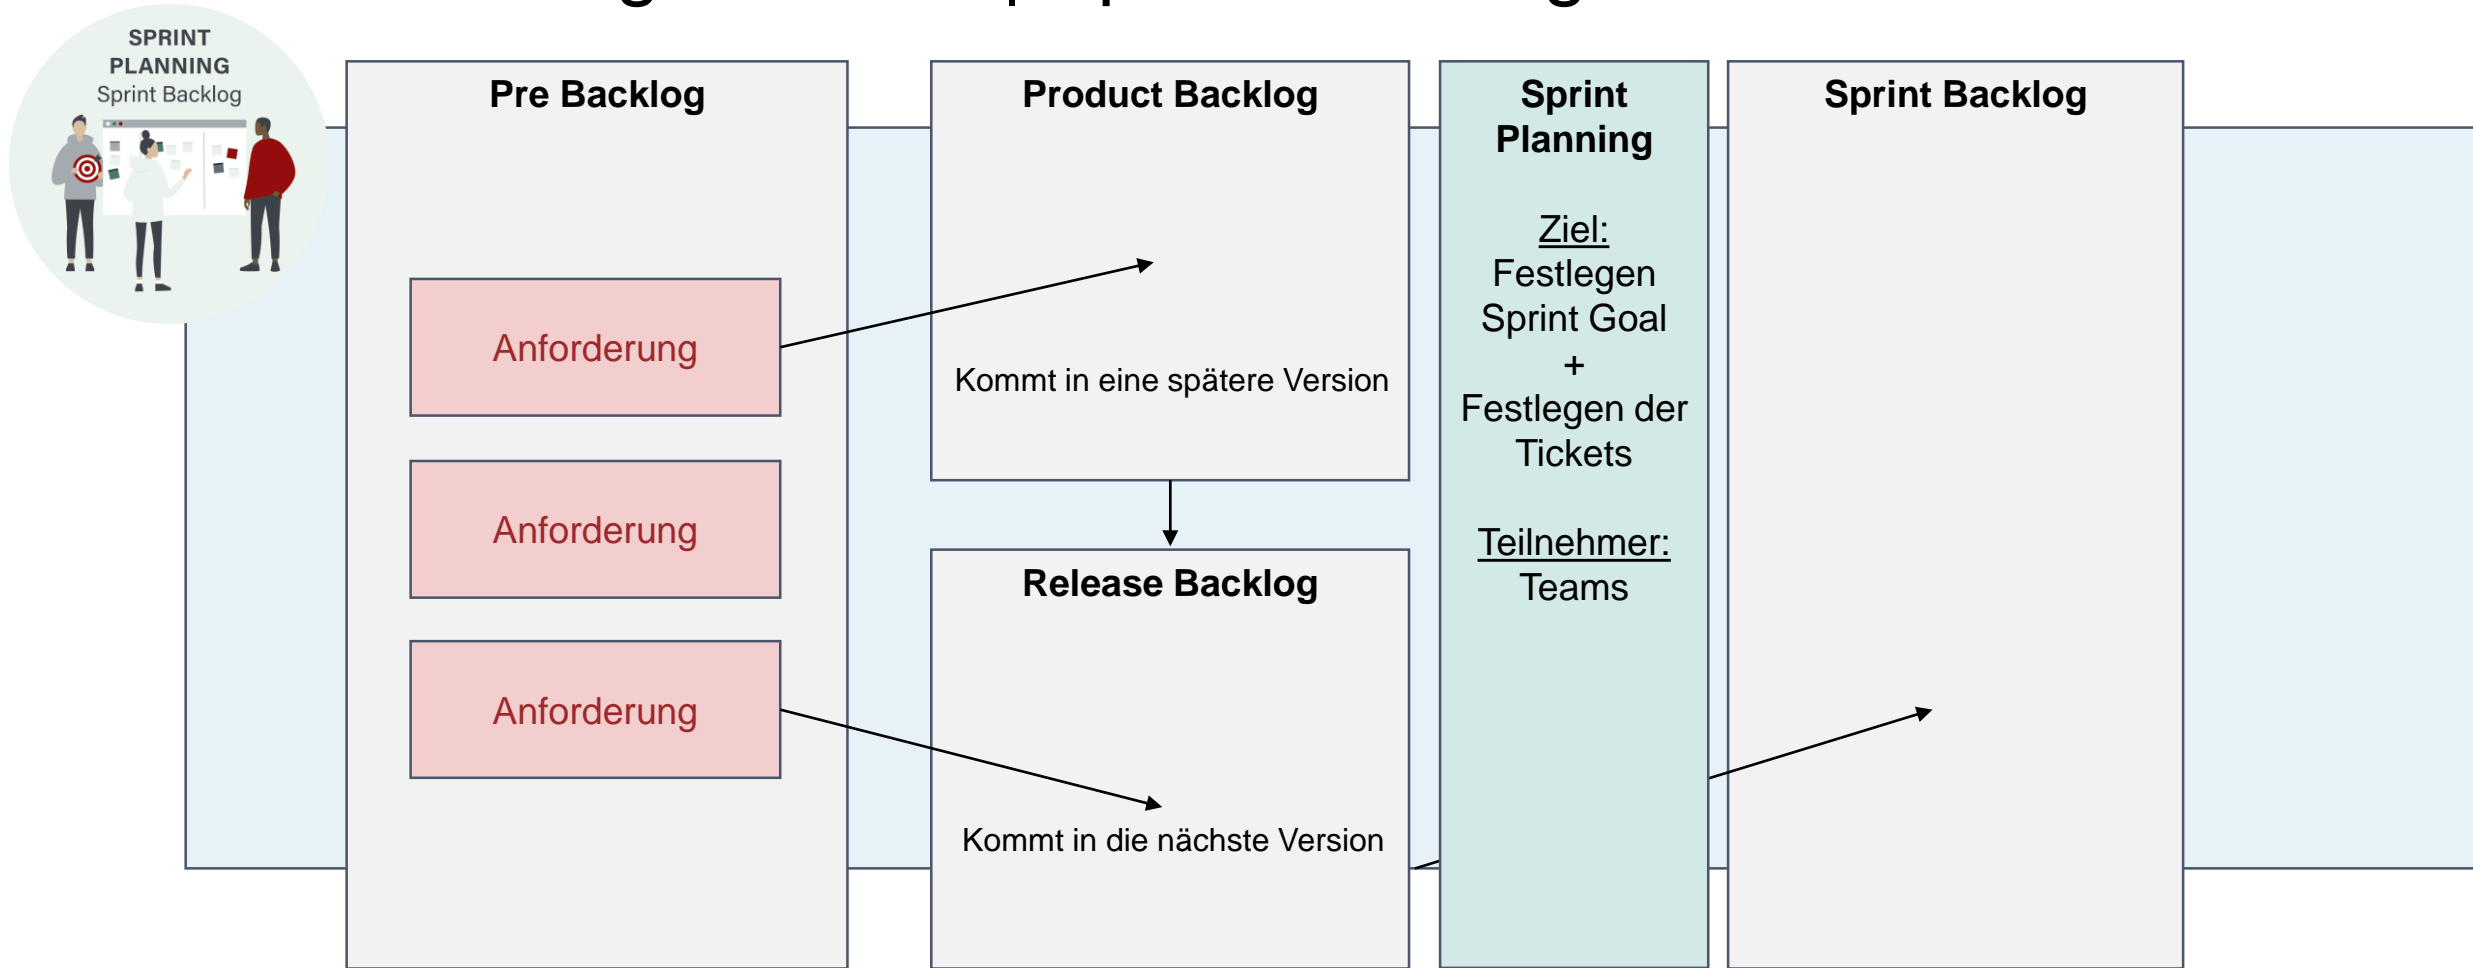 SPRINT
PLANNING
Sprint Backlog
Pre Backlog
Anforderung
Anforderung
Anforderung
Product Backlog
Kommt in eine spätere Version
Release Backlog
Kommt in die nächste Version
Sprint
Planning
Ziel:
Festlegen
Sprint Goal
+
Festlegen der
Tickets
Teilnehmer:
Teams
Sprint Backlog